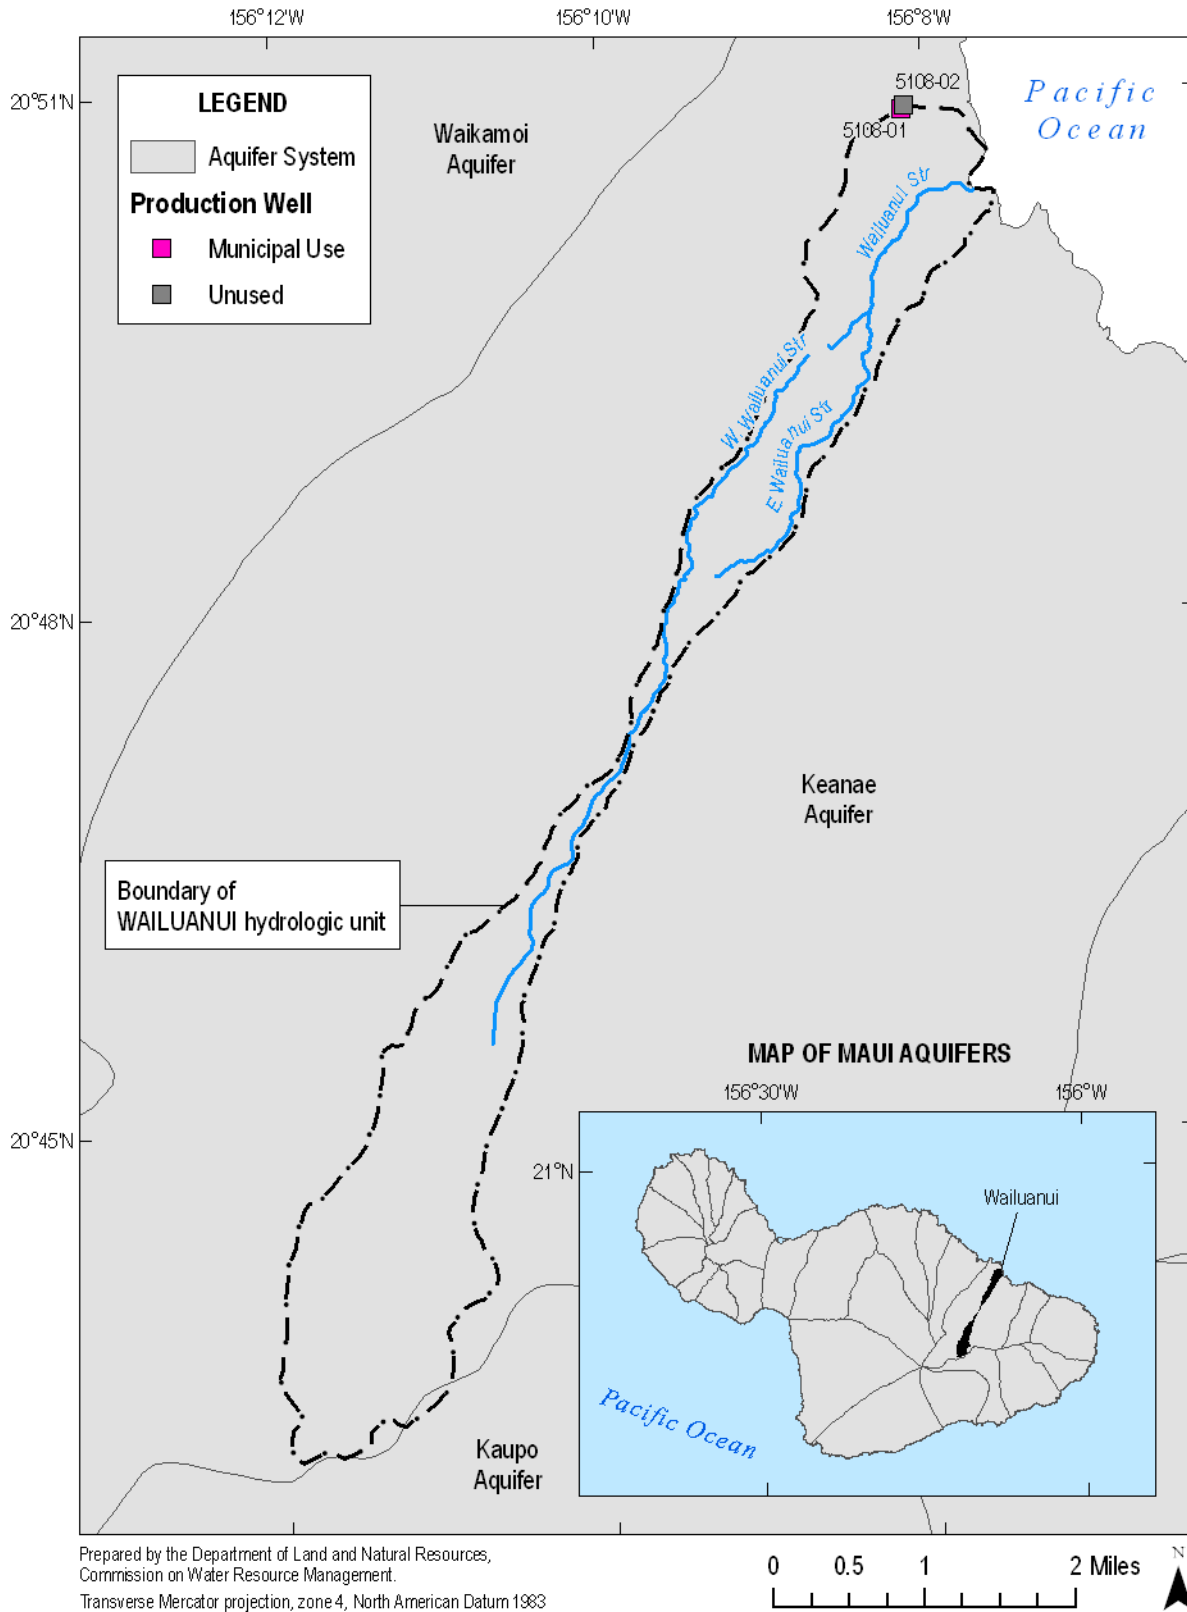 156°12'W
156°10'W
156°8'W
20°51'N
LEGEND
Aquifer System
Production Well
Municipal Use
Unused
Waikamoi
Aquifer
5108-02
5108-01
Pacific
Ocean
Wailuanui Str
W. Wailuanui Str
E. Wailuanui Str
20°48'N
Keanae
Aquifer
Boundary of
WAILUANUI hydrologic unit
20°45'N
MAP OF MAUI AQUIFERS
156°30'W
156°W
21°N
Wailuanui
Pacific Ocean
Kaupo
Aquifer
Prepared by the Department of Land and Natural Resources,
Commission on Water Resource Management.
Transverse Mercator projection, zone 4, North American Datum 1983
0 0.5 1 2 Miles
N